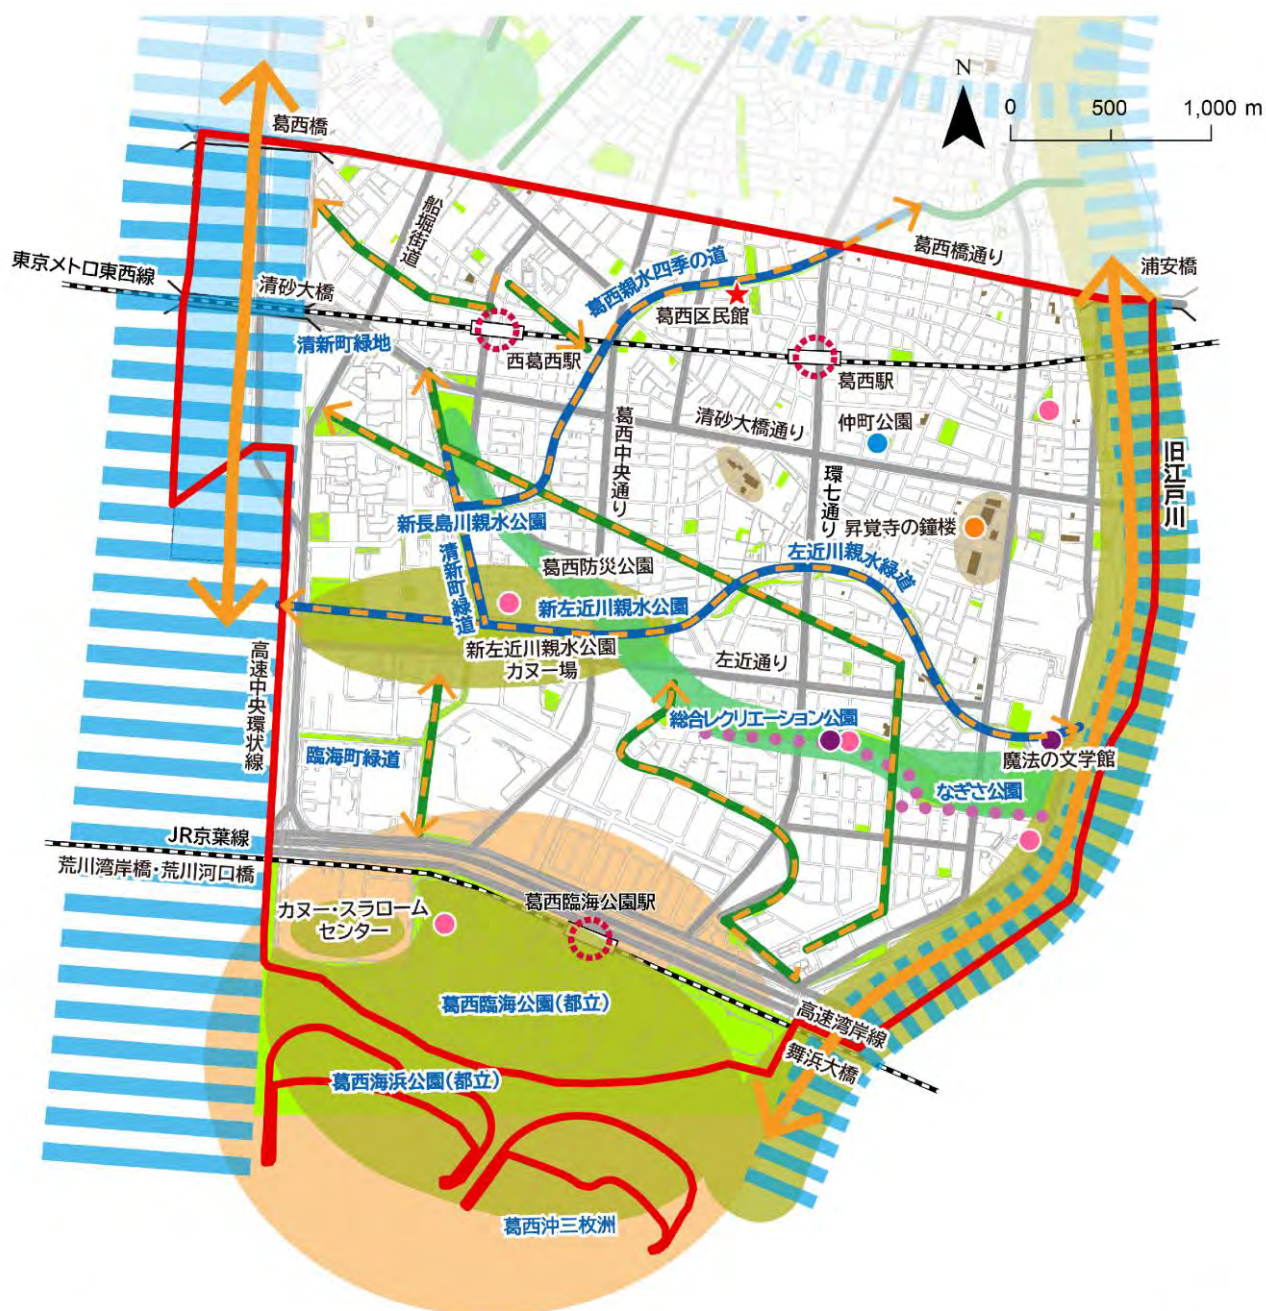 N
0 500 1,000 m
葛西橋
船堀街道
葛西橋通り
浦安橋
東京メトロ東西線
清砂大橋
葛西親水四季の道
葛西区民館
清新町緑地
西葛西駅
葛西駅
葛西中央通り
清砂大橋通り
仲町公園
環七通り
旧江戸川
新長島川親水公園
昇覚寺の鐘楼
清新町緑道
葛西防災公園
左近川親水緑道
新左近川親水公園
新左近川親水公園
カヌー場
左近通り
高速中央環状線
総合レクリエーション公園
臨海町緑道
魔法の文学館
なぎさ公園
JR京葉線
荒川湾岸橋・荒川河口橋
カヌー・スラローム
センター
葛西臨海公園駅
葛西臨海公園(都立)
高速湾岸線
舞浜大橋
葛西海浜公園(都立)
葛西沖三枚洲